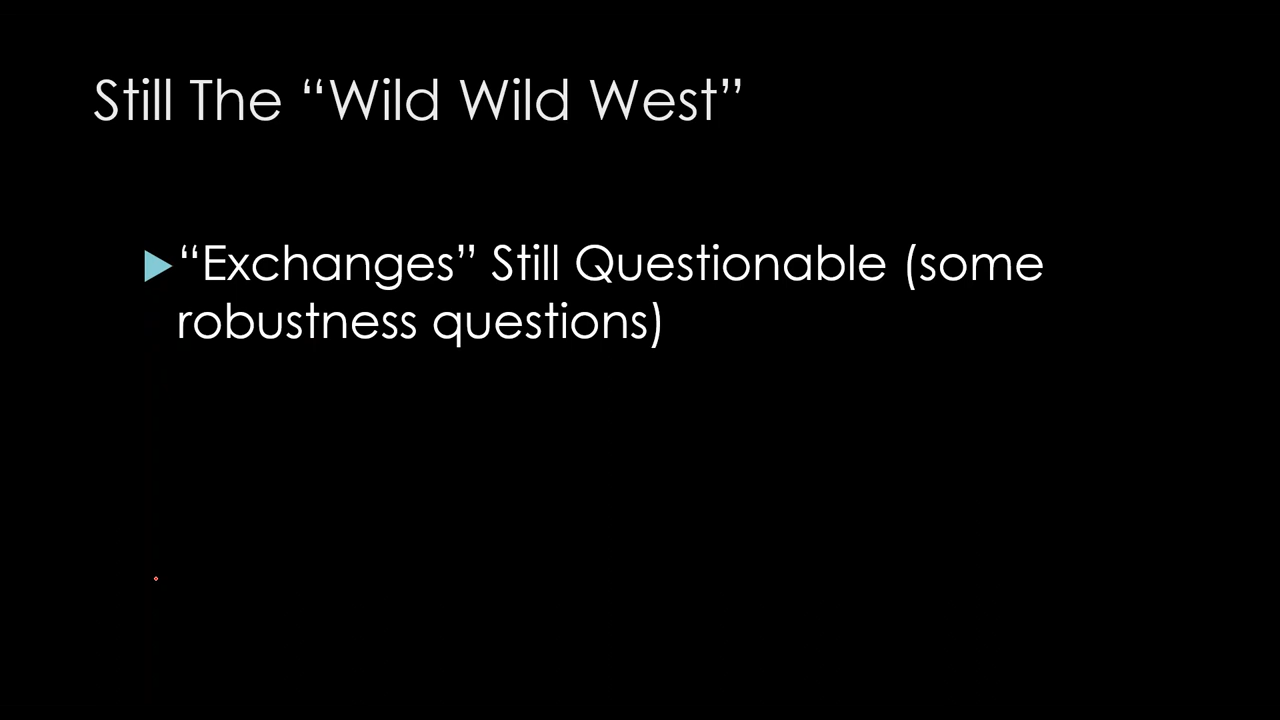 Still The “Wild Wild West”
“Exchanges” Still Questionable (some
robustness questions)